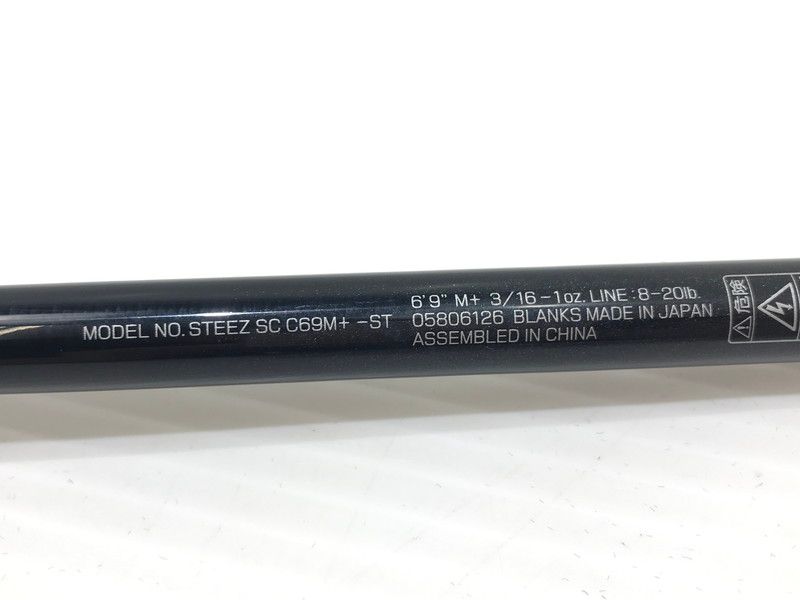 MODEL NO. STEEZ SC C69M+ -ST
6'9" M+ 3/16-1oz. LINE:8-20lb.
05806126 BLANKS MADE IN JAPAN
ASSEMBLED IN CHINA
⚠危険